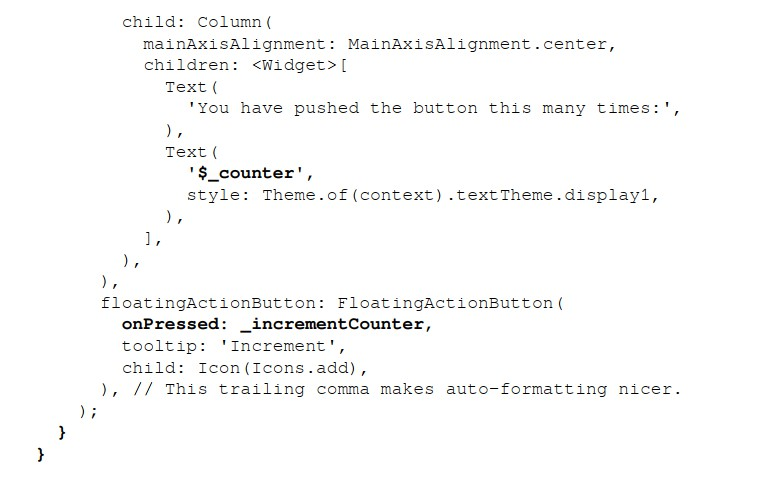 child: Column(
mainAxisAlignment: MainAxisAlignment.center,
children: <Widget>[
Text(
'You have pushed the button this many times:',
),
Text(
'$_counter',
style: Theme.of(context).textTheme.display1,
),
],
),
),
floatingActionButton: FloatingActionButton(
onPressed: _incrementCounter,
tooltip: 'Increment',
child: Icon(Icons.add),
), // This trailing comma makes auto-formatting nicer.
);
}
}